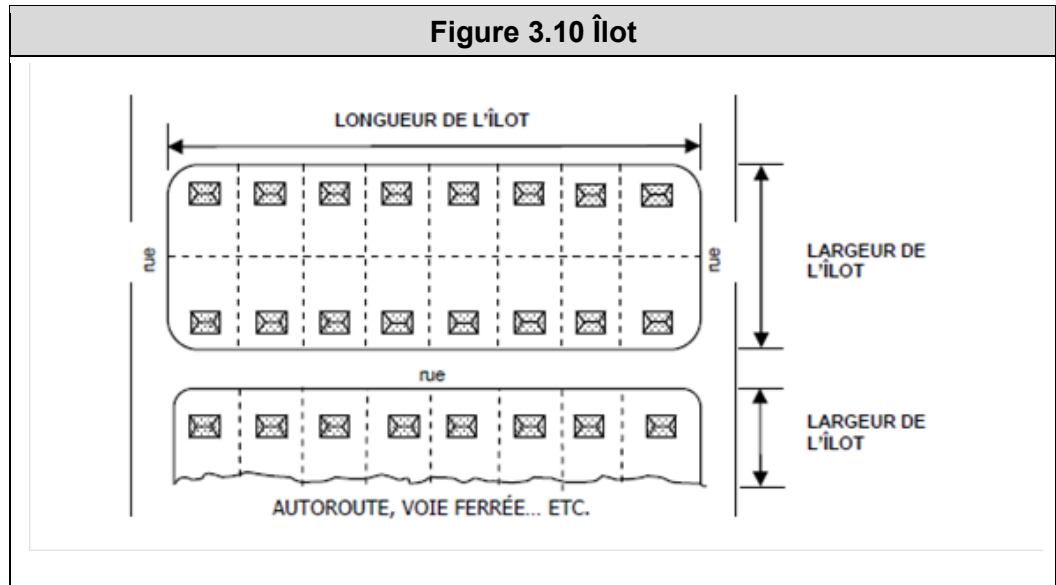 Figure 3.10 Îlot
LONGUEUR DE L'ÎLOT
rue
rue
LARGEUR DE
L'ÎLOT
rue
LARGEUR DE
L'ÎLOT
AUTOROUTE, VOIE FERRÉE... ETC.